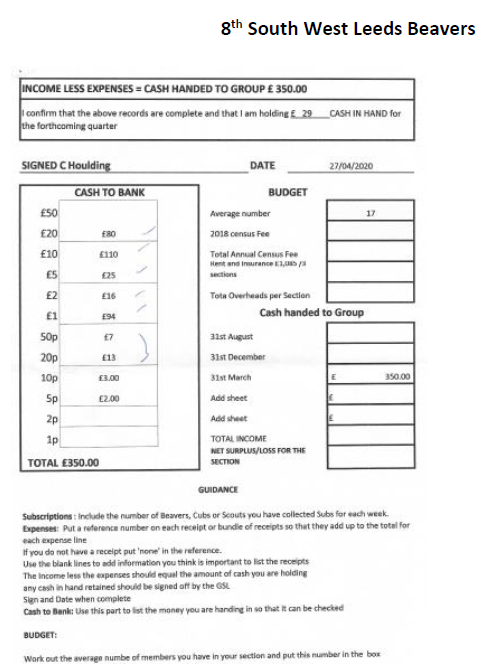 8th South West Leeds Beavers
INCOME LESS EXPENSES = CASH HANDED TO GROUP £ 350.00
I confirm that the above records are complete and that I am holding £ 29 CASH IN HAND for
the forthcoming quarter
SIGNED C Houlding DATE 27/04/2020
CASH TO BANK BUDGET
£50 Average number 17
£20 £80 2018 census Fee
£10 £110 Total Annual Census Fee
Rent and Insurance £1,085 /3
£5 £25 sections
£2 £16 Tota Overheads per Section
£1 £94 Cash handed to Group
50p £7 31st August
20p £13 31st December
10p £3.00 31st March £ 350.00
5p £2.00 Add sheet £
2p Add sheet £
1p TOTAL INCOME
NET SURPLUS/LOSS FOR THE
TOTAL £350.00 SECTION
GUIDANCE
Subscriptions : Include the number of Beavers, Cubs or Scouts you have collected Subs for each week.
Expenses: Put a reference number on each receipt or bundle of receipts so that they add up to the total for
each expense line
If you do not have a receipt put 'none' in the reference.
Use the blank lines to add information you think is important to list the receipts
The Income less the expenses should equal the amount of cash you are holding
any cash in hand retained should be signed off by the GSL
Sign and Date when complete
Cash to Bank: Use this part to list the money you are handing in so that it can be checked
BUDGET:
Work out the average numbe of members you have in your section and put this number in the box